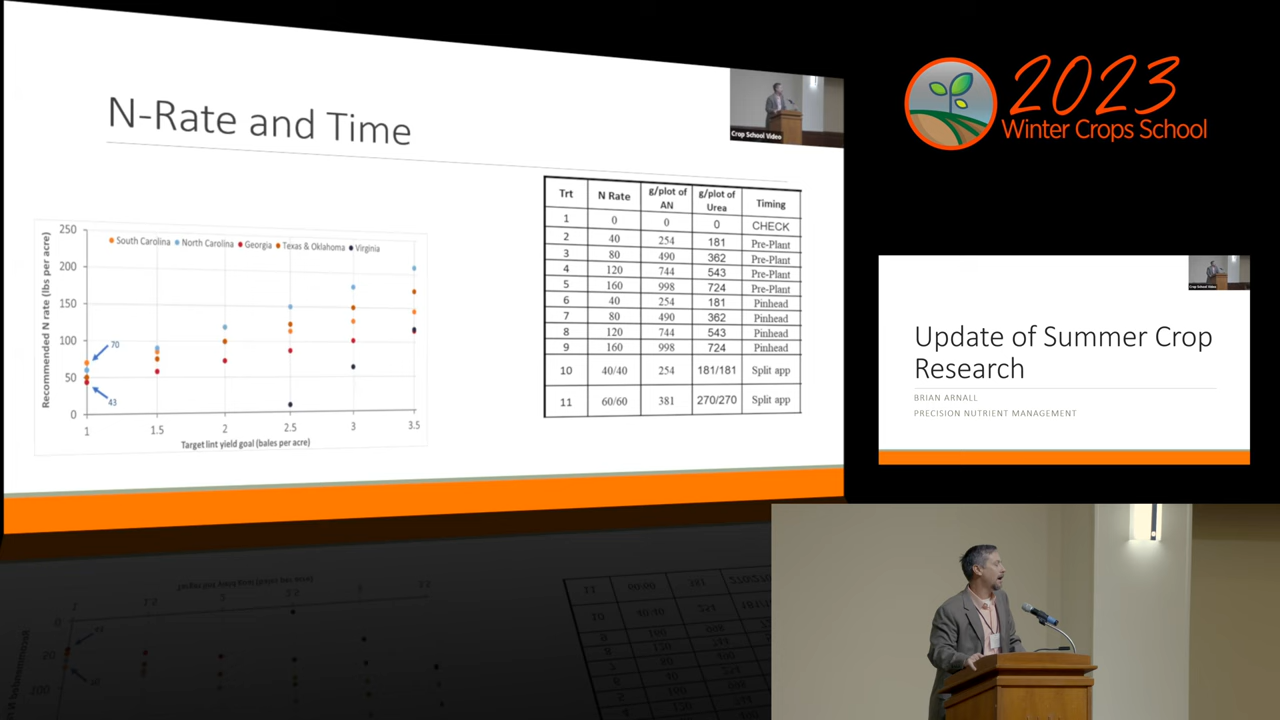 N-Rate and Time
Crop School Video
Recommended N rate (lbs per acre)
250
200
150
100
50
0
South Carolina North Carolina Georgia Texas & Oklahoma Virginia
70
43
1 1.5 2 2.5 3 3.5
Target lint yield goal (bales per acre)
Trt N Rate g/plot of AN g/plot of Urea Timing
1 0 0 0 CHECK
2 40 254 181 Pre-Plant
3 80 490 362 Pre-Plant
4 120 744 543 Pre-Plant
5 160 998 724 Pre-Plant
6 40 254 181 Pinhead
7 80 490 362 Pinhead
8 120 744 543 Pinhead
9 160 998 724 Pinhead
10 40/40 254 181/181 Split app
11 60/60 381 270/270 Split app
2023
Winter Crops School
Crop School Video
Update of Summer Crop
Research
BRIAN ARNALL
PRECISION NUTRIENT MANAGEMENT